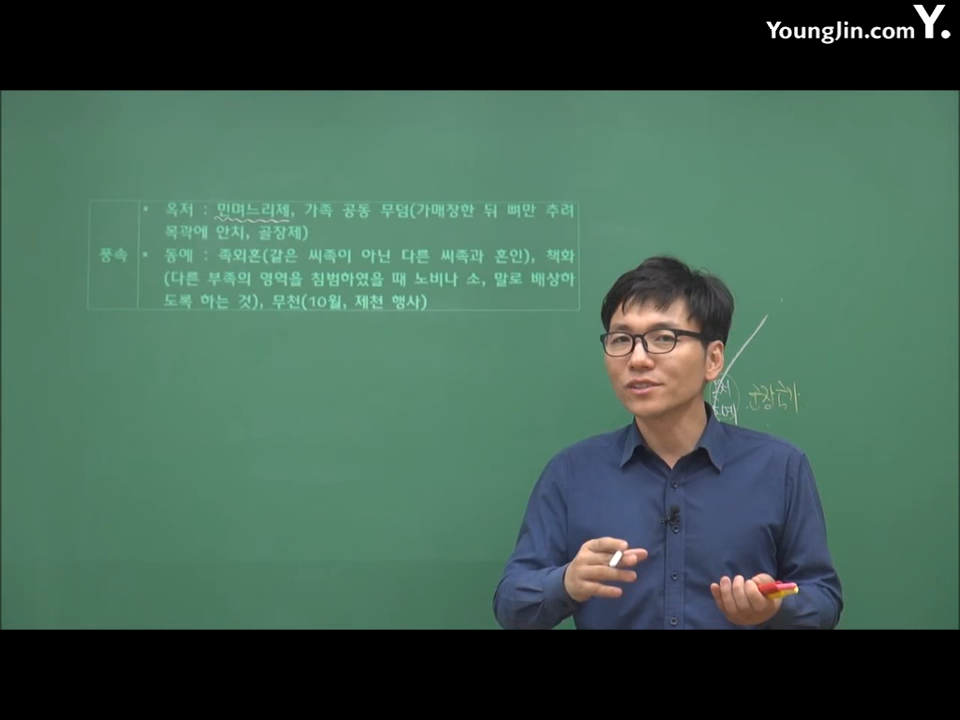 YoungJin.com Y.
풍속
* 옥저 : 민며느리제, 가족 공동 무덤(가매장한 뒤 뼈만 추려
목곽에 안치, 골장제)
* 동예 : 족외혼(같은 씨족이 아닌 다른 씨족과 혼인), 책화
(다른 부족의 영역을 침범하였을 때 노비나 소, 말로 배상하
도록 하는 것), 무천(10월, 제천 행사)